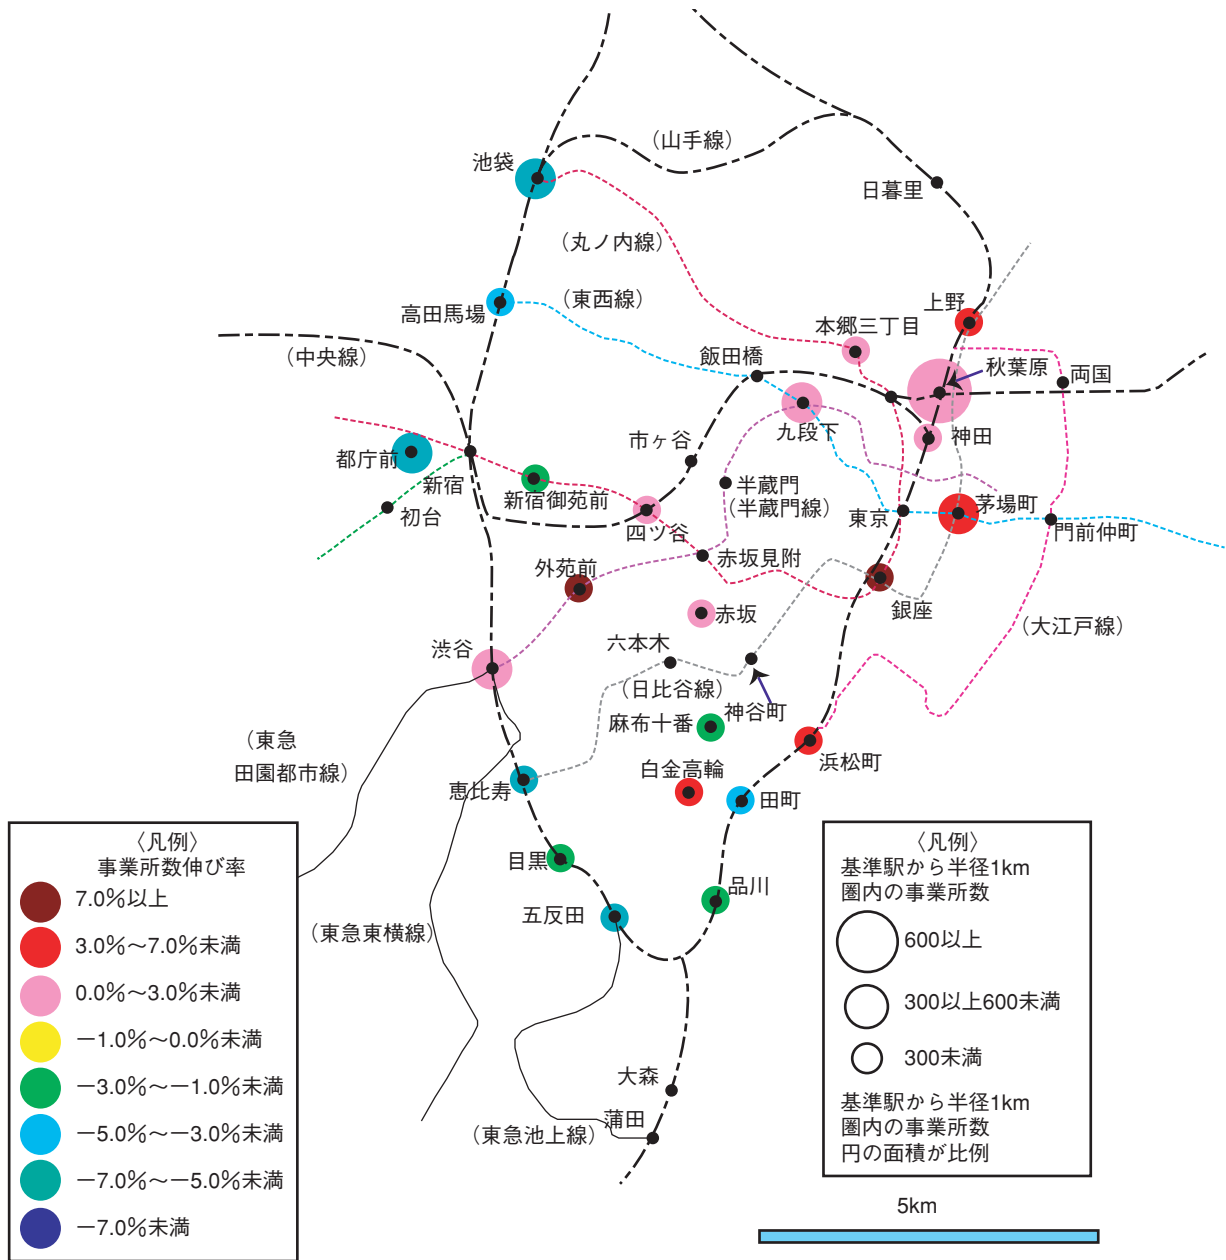 （山手線）
池袋
日暮里
（丸ノ内線）
上野
（東西線）
高田馬場
本郷三丁目
（中央線）
飯田橋
秋葉原
両国
九段下
神田
市ヶ谷
都庁前
新宿
新宿御苑前
半蔵門
（半蔵門線）
茅場町
初台
四ツ谷
東京
門前仲町
外苑前
赤坂見附
銀座
赤坂
（大江戸線）
渋谷
六本木
（日比谷線）
神谷町
麻布十番
（東急
田園都市線）
浜松町
白金高輪
恵比寿
田町
目黒
品川
五反田
（東急東横線）
大森
蒲田
（東急池上線）
〈凡例〉
事業所数伸び率
7.0％以上
3.0％～7.0％未満
0.0％～3.0％未満
－1.0％～0.0％未満
－3.0％～－1.0％未満
－5.0％～－3.0％未満
－7.0％～－5.0％未満
－7.0％未満
〈凡例〉
基準駅から半径1km
圏内の事業所数
600以上
300以上600未満
300未満
基準駅から半径1km
圏内の事業所数
円の面積が比例
5km